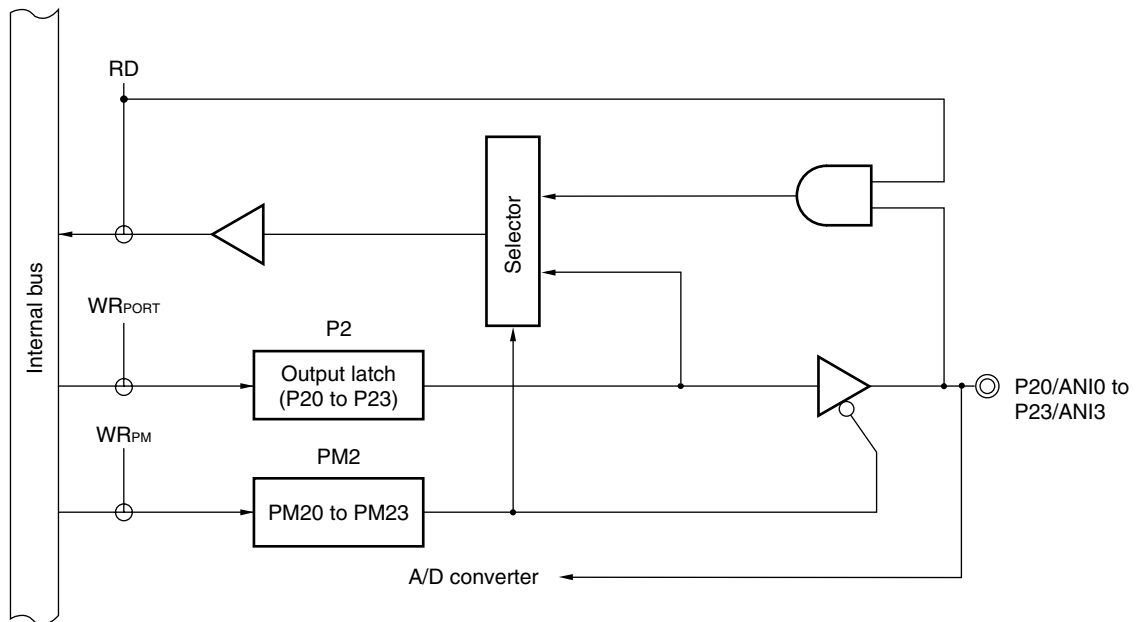 RD
Selector
Internal bus
WRPORT
P2
Output latch
(P20 to P23)
P20/ANI0 to
P23/ANI3
WRPM
PM2
PM20 to PM23
A/D converter